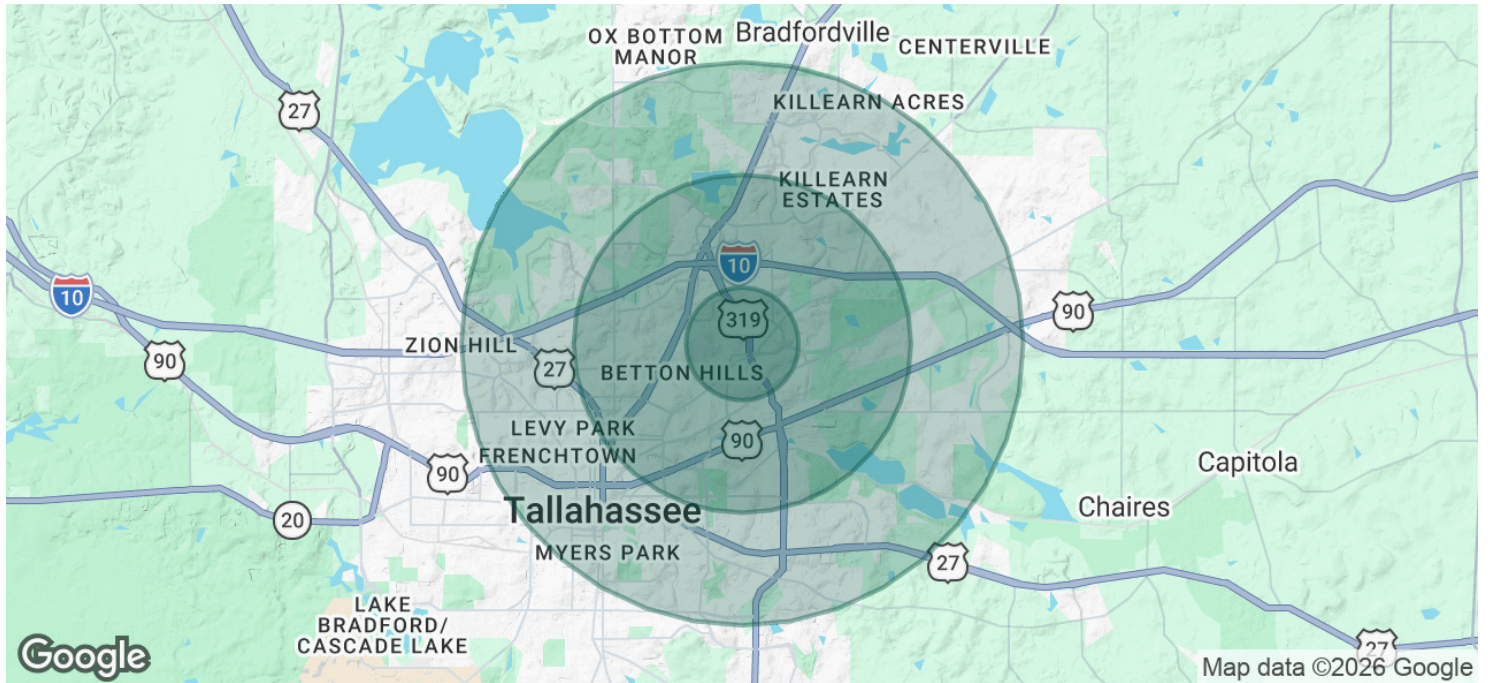 OX BOTTOM
MANOR
Bradfordville
CENTERVILLE
27
KILLEARN ACRES
KILLEARN
ESTATES
10
10
319
90
ZION HILL
90
27
BETTON HILLS
LEVY PARK
90
FRENCHTOWN
90
Capitola
Tallahassee
Chaires
20
MYERS PARK
27
LAKE
BRADFORD/
CASCADE LAKE
27
Google
Map data ©2026 Google